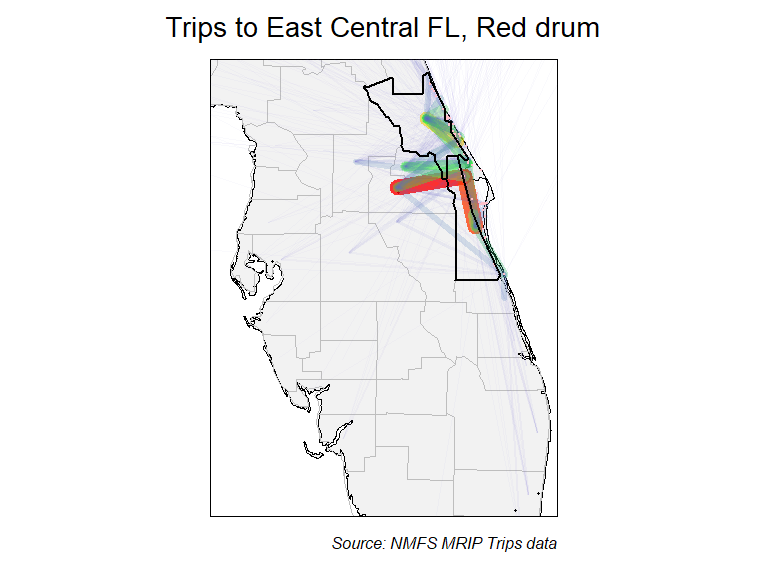 Trips to East Central FL, Red drum
Source: NMFS MRIP Trips data